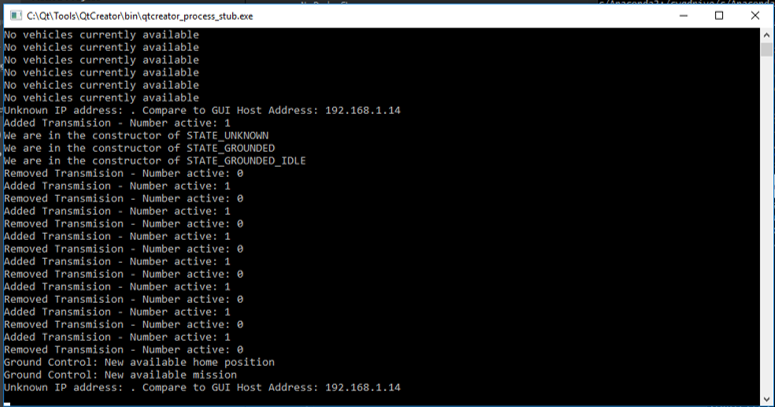 C:\Qt\Tools\QtCreator\bin\qtcreator_process_stub.exe
No vehicles currently available
No vehicles currently available
No vehicles currently available
No vehicles currently available
No vehicles currently available
No vehicles currently available
Unknown IP address: . Compare to GUI Host Address: 192.168.1.14
Added Transmision - Number active: 1
We are in the constructor of STATE_UNKNOWN
We are in the constructor of STATE_GROUNDED
We are in the constructor of STATE_GROUNDED_IDLE
Removed Transmision - Number active: 0
Added Transmision - Number active: 1
Added Transmision - Number active: 1
Removed Transmision - Number active: 0
Added Transmision - Number active: 1
Removed Transmision - Number active: 0
Added Transmision - Number active: 1
Removed Transmision - Number active: 0
Added Transmision - Number active: 1
Removed Transmision - Number active: 0
Added Transmision - Number active: 1
Removed Transmision - Number active: 0
Added Transmision - Number active: 1
Removed Transmision - Number active: 0
Ground Control: New available home position
Ground Control: New available mission
Unknown IP address: . Compare to GUI Host Address: 192.168.1.14